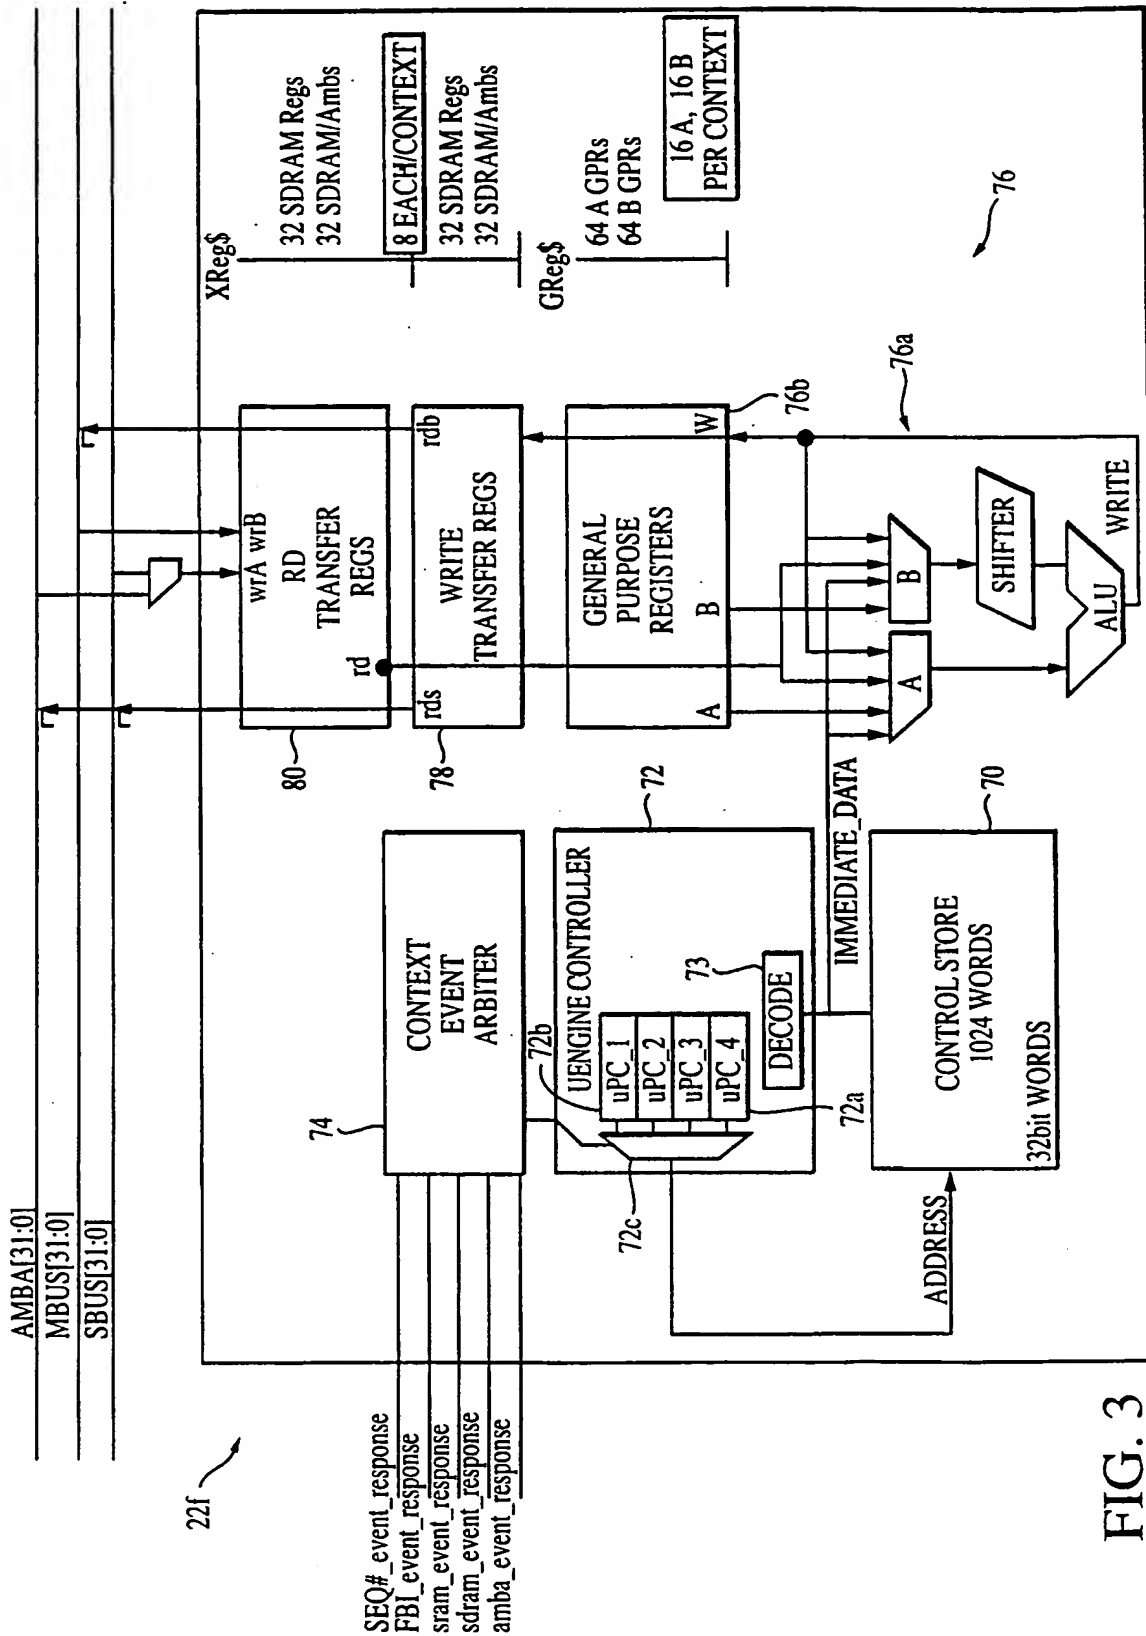 AMBA[31:0]
MBUS[31:0]
SBUS[31:0]
22f
SEQ#_event_response
FBI_event_response
sram_event_response
sdram_event_response
amba_event_response
74
CONTEXT
EVENT
ARBITER
72
UENGINE CONTROLLER
72b
uPC_1
uPC_2
uPC_3
uPC_4
72a
72c
73
DECODE
ADDRESS
IMMEDIATE_DATA
70
CONTROL STORE
1024 WORDS
32bit WORDS
80
wrA wrB
RD
TRANSFER
REGS
rd
78
rds
WRITE
TRANSFER REGS
rdb
GENERAL
PURPOSE
REGISTERS
A
B
W
76b
76a
A
B
SHIFTER
ALU
WRITE
XReg$
32 SDRAM Regs
32 SDRAM/Ambs
8 EACH/CONTEXT
32 SDRAM Regs
32 SDRAM/Ambs
GReg$
64 A GPRs
64 B GPRs
16 A, 16 B
PER CONTEXT
76
FIG. 3